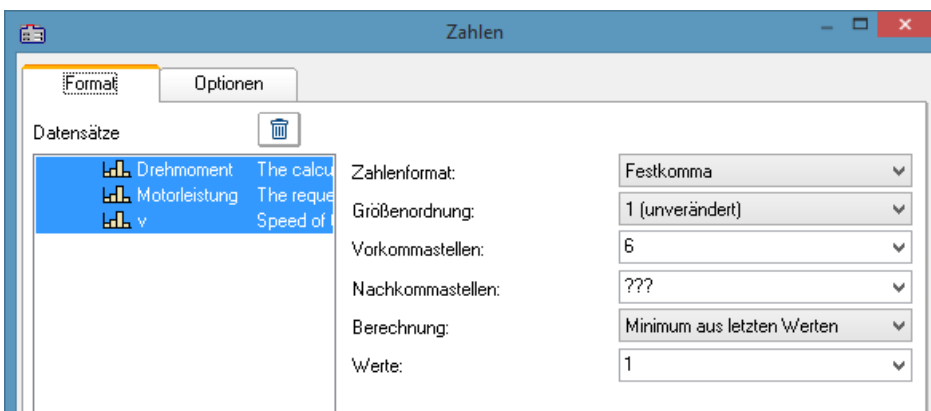 Zahlen
Format Optionen
Datensätze
Drehmoment The calcu
Motorleistung The reque
v Speed of
Zahlenformat: Festkomma
Größenordnung: 1 (unverändert)
Vorkommastellen: 6
Nachkommastellen: ???
Berechnung: Minimum aus letzten Werten
Werte: 1